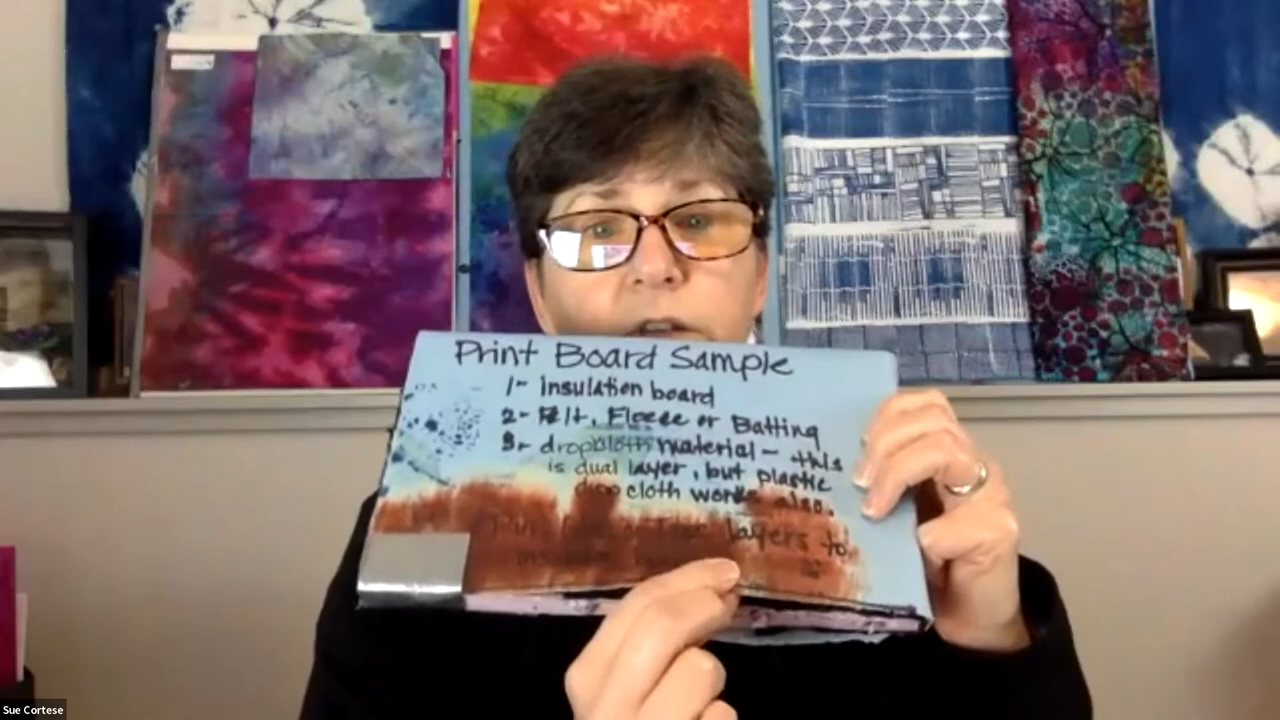 Print Board Sample
1- insulation board
2- Felt, Fleece or Batting
3- dropcloth material - this
is dual layer, but plastic
drop cloth works also.
layers to
Sue Cortese